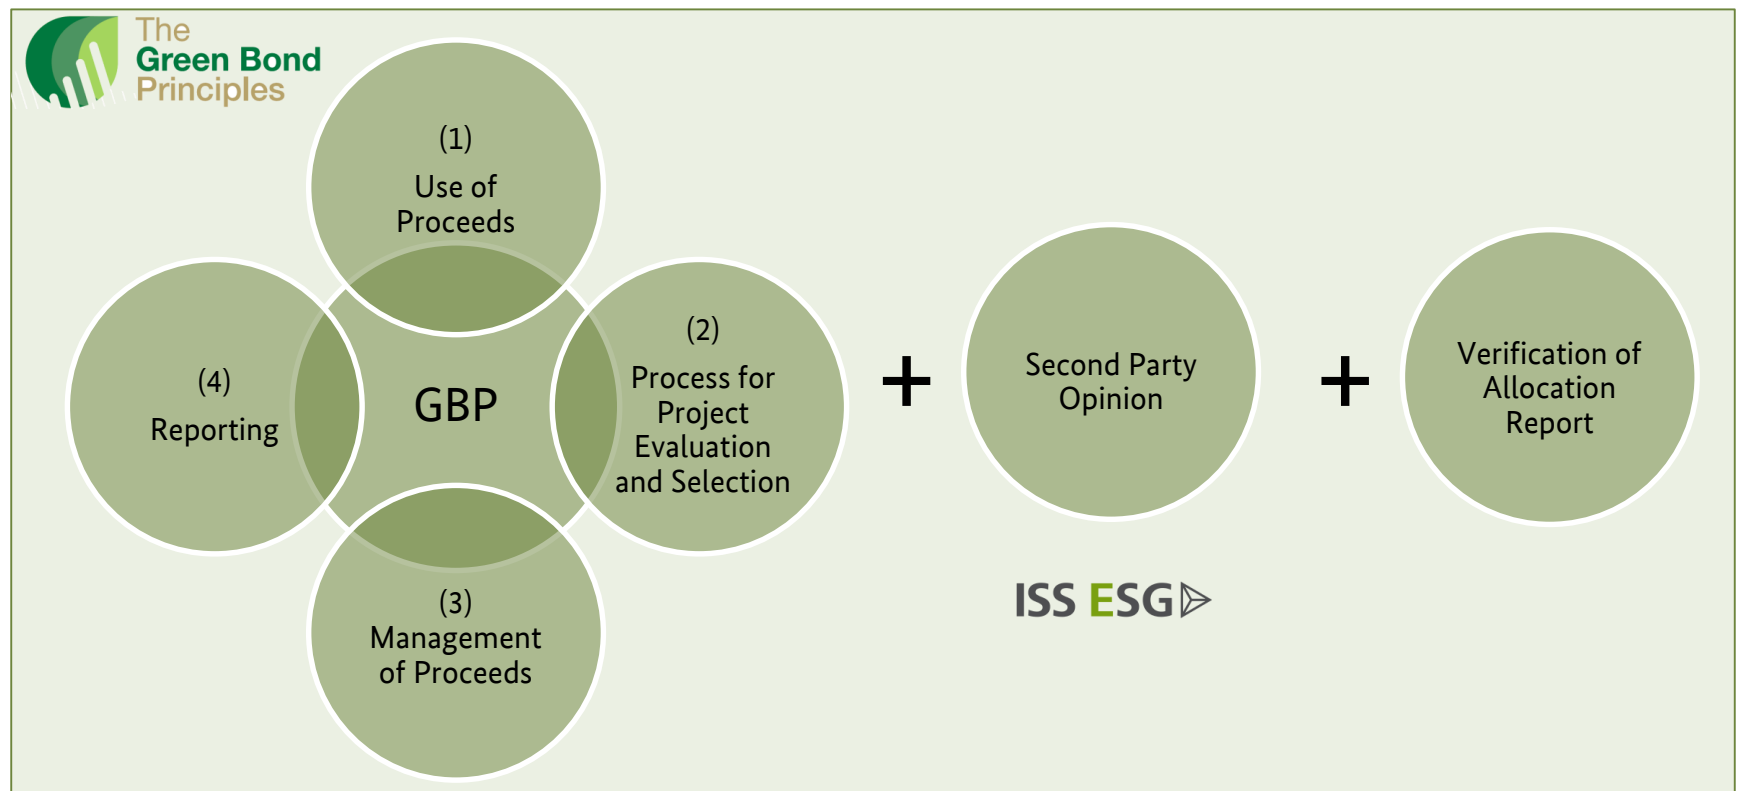 The
Green Bond
Principles
(1)
Use of
Proceeds
(2)
Process for
Project
Evaluation
and Selection
(3)
Management
of Proceeds
(4)
Reporting
GBP
+
Second Party
Opinion
ISS ESG
+
Verification of
Allocation
Report